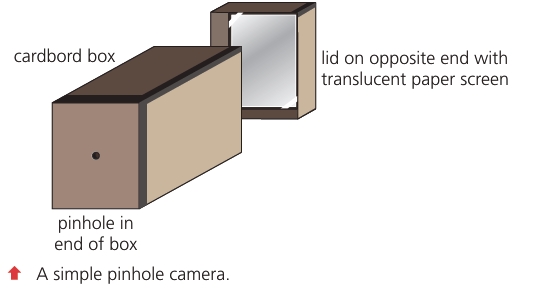 cardbord box
lid on opposite end with
translucent paper screen
pinhole in
end of box
A simple pinhole camera.